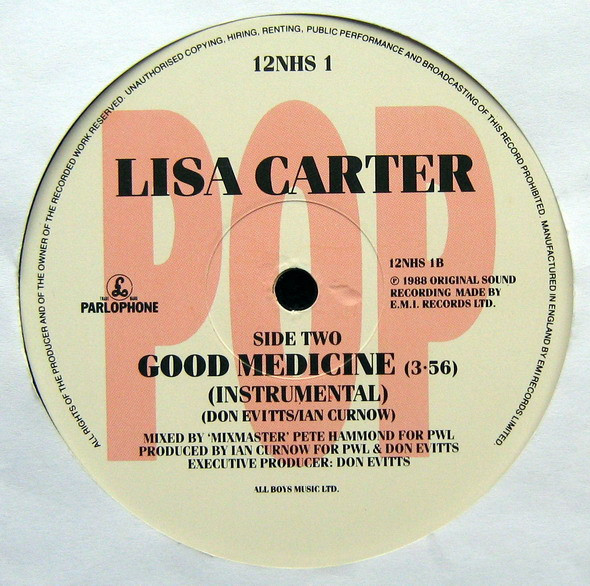 ALL RIGHTS OF THE PRODUCER AND OF THE OWNER OF THE RECORDED WORK RESERVED. UNAUTHORISED COPYING, HIRING, RENTING, PUBLIC PERFORMANCE AND BROADCASTING OF THIS RECORD PROHIBITED. MANUFACTURED IN ENGLAND BY EMI RECORDS LIMITED
12NHS 1
POP
LISA CARTER
12NHS 1B
℗ 1988 ORIGINAL SOUND
RECORDING MADE BY
E.M.I. RECORDS LTD.
TRADE MARK
PARLOPHONE
SIDE TWO
GOOD MEDICINE (3·56)
(INSTRUMENTAL)
(DON EVITTS/IAN CURNOW)
MIXED BY 'MIXMASTER' PETE HAMMOND FOR PWL
PRODUCED BY IAN CURNOW FOR PWL & DON EVITTS
EXECUTIVE PRODUCER: DON EVITTS
ALL BOYS MUSIC LTD.